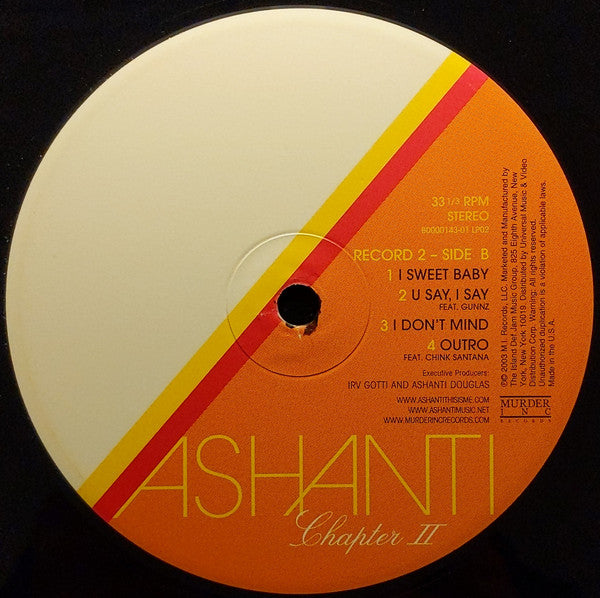 33 1/3 RPM
STEREO
B0000143-01 LP02
RECORD 2 – SIDE B
1 I SWEET BABY
2 U SAY, I SAY
FEAT. GUNNZ
3 I DON'T MIND
4 OUTRO
FEAT. CHINK SANTANA
Executive Producers:
IRV GOTTI AND ASHANTI DOUGLAS
WWW.ASHANTITHISISME.COM
WWW.ASHANTIMUSIC.NET
WWW.MURDERINCRECORDS.COM
MURDER
INC
RECORDS
℗© 2003 M.I. Records, LLC. Marketed and Manufactured by
The Island Def Jam Music Group, 825 Eighth Avenue, New
York, New York 10019. Distributed by Universal Music & Video
Distribution Corp. Warning: All rights reserved.
Unauthorized duplication is a violation of applicable laws.
Made in the U.S.A.
ASHANTI
Chapter II